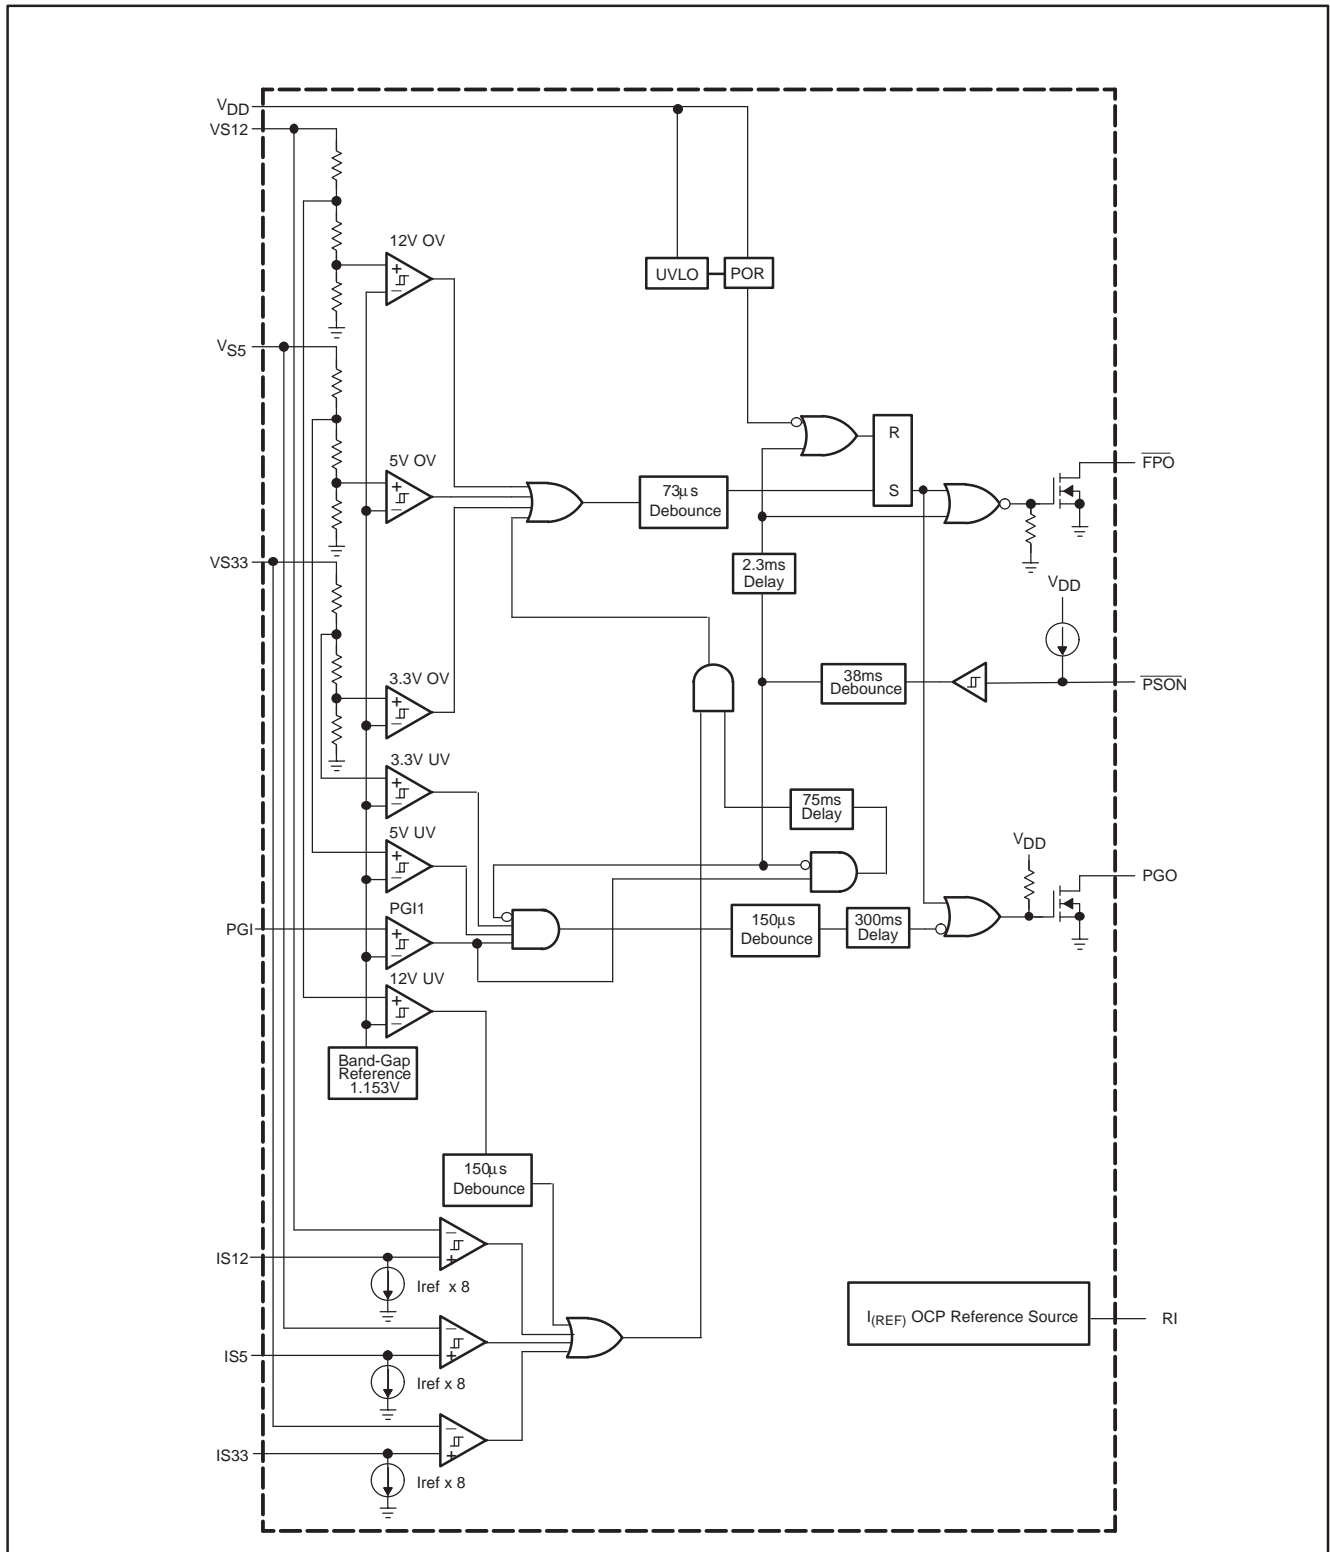 VDD
VS12
12V OV
+
−
UVLO
POR
VS5
5V OV
+
−
73μs
Debounce
R
S
FPO
VS33
2.3ms
Delay
VDD
3.3V OV
+
−
38ms
Debounce
PSON
3.3V UV
+
−
75ms
Delay
5V UV
+
−
VDD
PGO
PGI1
PGI
+
−
150μs
Debounce
300ms
Delay
12V UV
+
−
Band-Gap
Reference
1.153V
150μs
Debounce
−
+
IS12
Iref x 8
I(REF) OCP Reference Source
RI
−
+
IS5
Iref x 8
−
+
IS33
Iref x 8